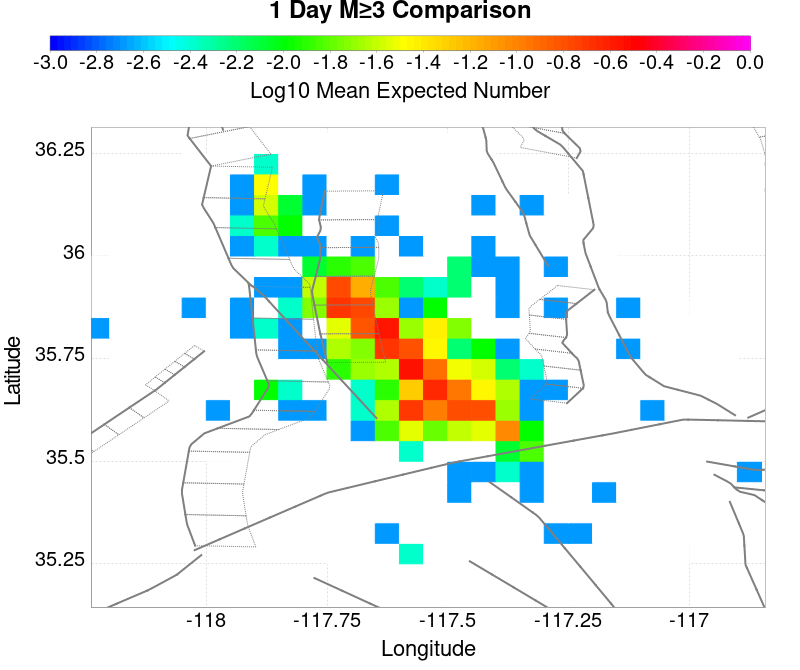 1 Day M≥3 Comparison
-3.0 -2.8 -2.6 -2.4 -2.2 -2.0 -1.8 -1.6 -1.4 -1.2 -1.0 -0.8 -0.6 -0.4 -0.2 0.0
Log10 Mean Expected Number
36.25
36
35.75
35.5
35.25
Latitude
-118 -117.75 -117.5 -117.25 -117
Longitude